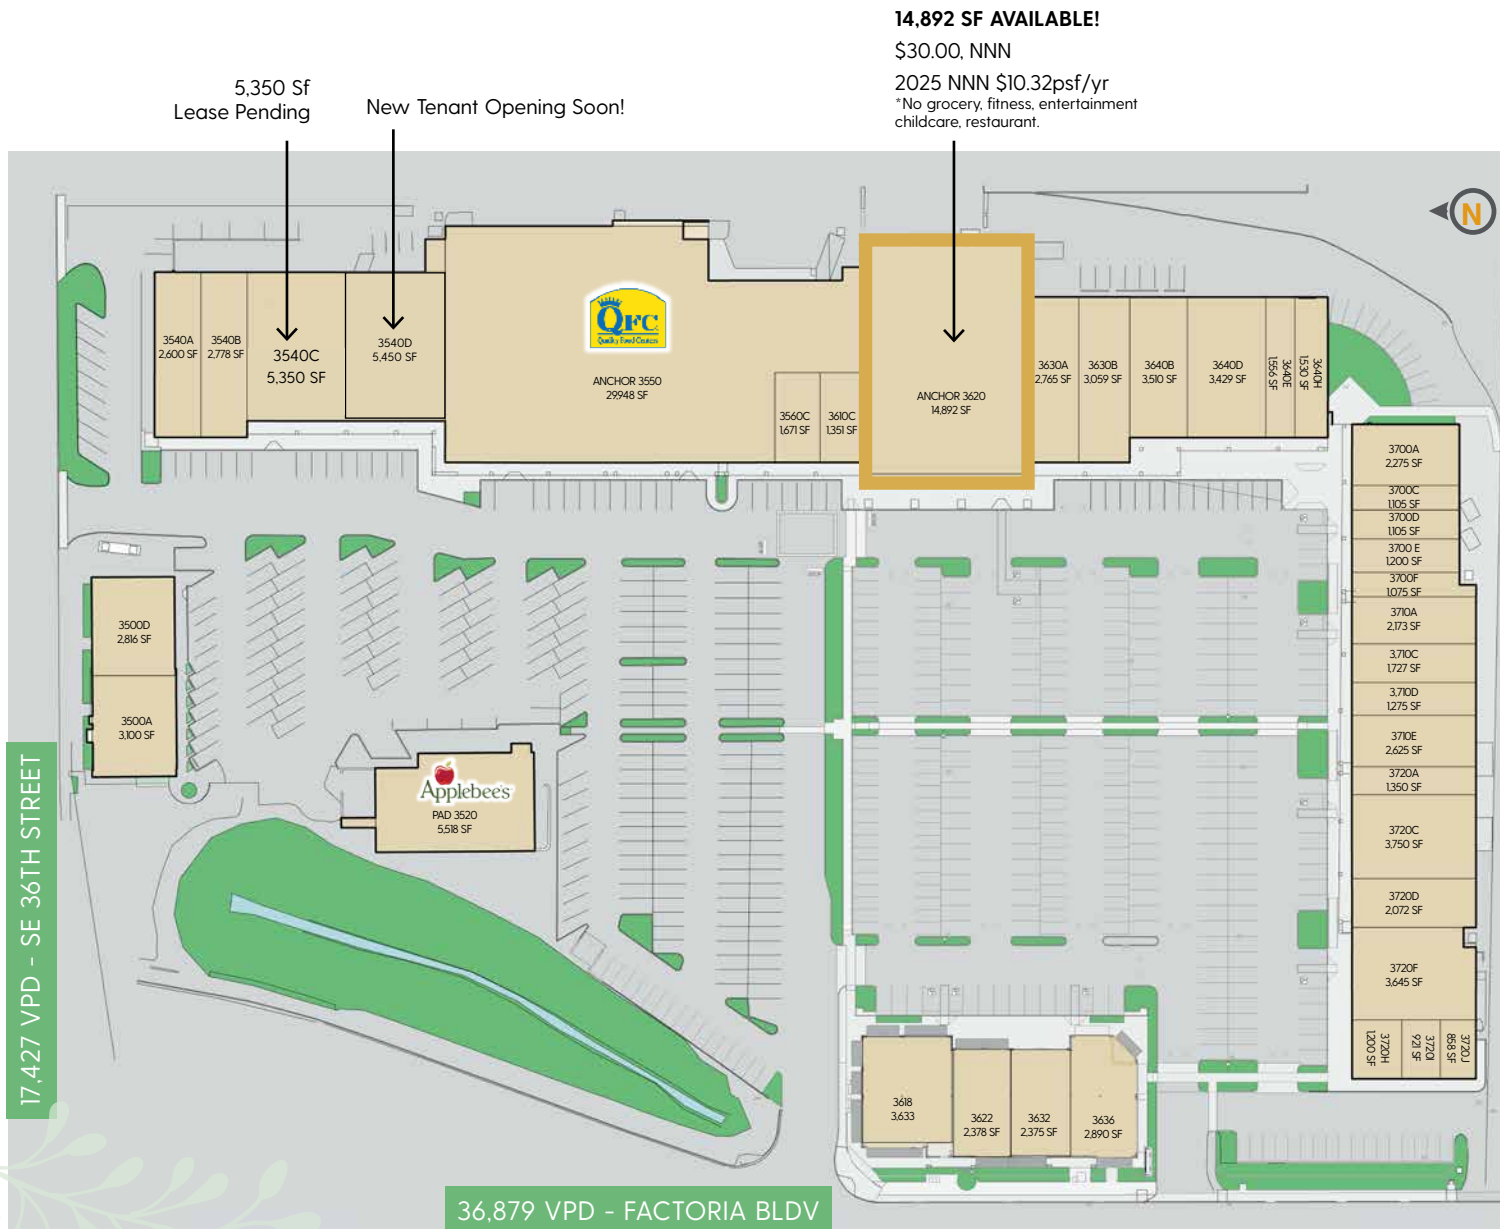 14,892 SF AVAILABLE!
$30.00, NNN
2025 NNN $10.32psf/yr
*No grocery, fitness, entertainment
childcare, restaurant.
5,350 Sf
Lease Pending
New Tenant Opening Soon!
N
3540A
2,600 SF
3540B
2,778 SF
3540C
5,350 SF
3540D
5,450 SF
QFC
Quality Food Centers
ANCHOR 3550
29,948 SF
3560C
1,671 SF
3610C
1,351 SF
ANCHOR 3620
14,892 SF
3630A
2,765 SF
3630B
3,059 SF
3640B
3,510 SF
3640D
3,429 SF
3640E
1,556 SF
3640H
1,530 SF
3700A
2,275 SF
3700C
1,105 SF
3700D
1,105 SF
3700 E
1,200 SF
3700F
1,075 SF
3710A
2,173 SF
3,710C
1,727 SF
3,710D
1,275 SF
3710E
2,625 SF
3720A
1,350 SF
3720C
3,750 SF
3720D
2,072 SF
3720F
3,645 SF
3720H
1,200 SF
3720I
921 SF
3720J
858 SF
3500D
2,816 SF
3500A
3,100 SF
Applebee's
PAD 3520
5,518 SF
3618
3,633
3622
2,378 SF
3632
2,375 SF
3636
2,890 SF
17,427 VPD - SE 36TH STREET
36,879 VPD - FACTORIA BLDV